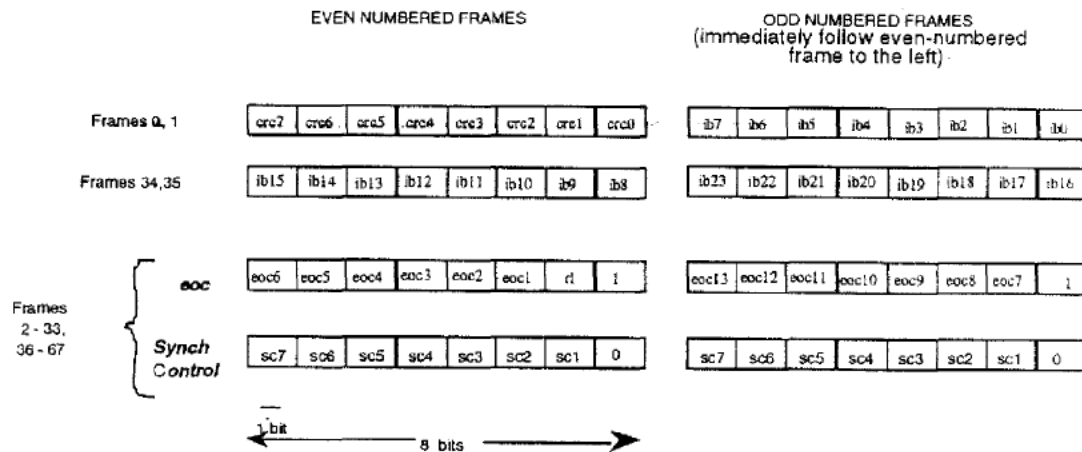 EVEN NUMBERED FRAMES
ODD NUMBERED FRAMES
(immediately follow even-numbered
frame to the left)
Frames 0, 1
crc7 crc6 crc5 crc4 crc3 crc2 crc1 crc0
ib7 ib6 ib5 ib4 ib3 ib2 ib1 ib0
Frames 34,35
ib15 ib14 ib13 ib12 ib11 ib10 ib9 ib8
ib23 ib22 ib21 ib20 ib19 ib18 ib17 ib16
Frames
2 - 33,
36 - 67
eoc
eoc6 eoc5 eoc4 eoc3 eoc2 eoc1 r1 1
eoc13 eoc12 eoc11 eoc10 eoc9 eoc8 eoc7 1
Synch
Control
sc7 sc6 sc5 sc4 sc3 sc2 sc1 0
sc7 sc6 sc5 sc4 sc3 sc2 sc1 0
1 bit
8 bits